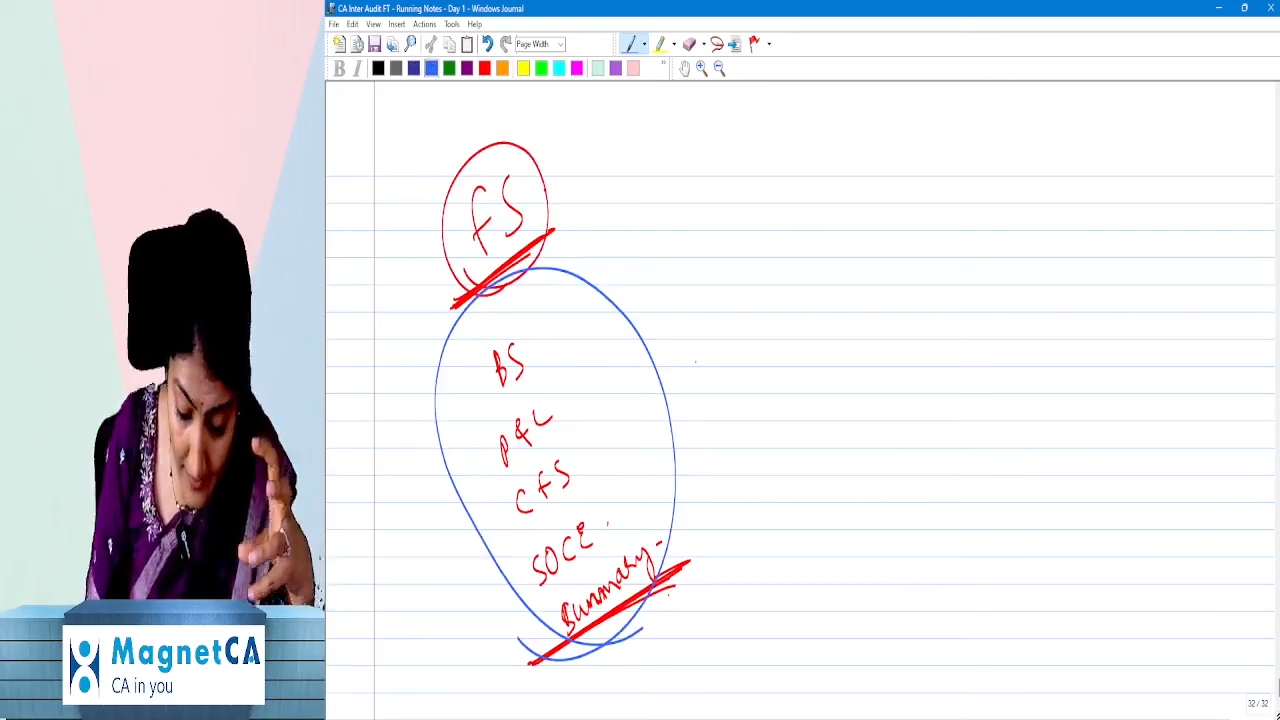 CA Inter Audit FT - Running Notes - Day 1 - Windows Journal
File Edit View Insert Actions Tools Help
Page Width
B I
FS
BS
P&L
CFS
SOCE
Summary
MagnetCA
CA in you
32 / 32